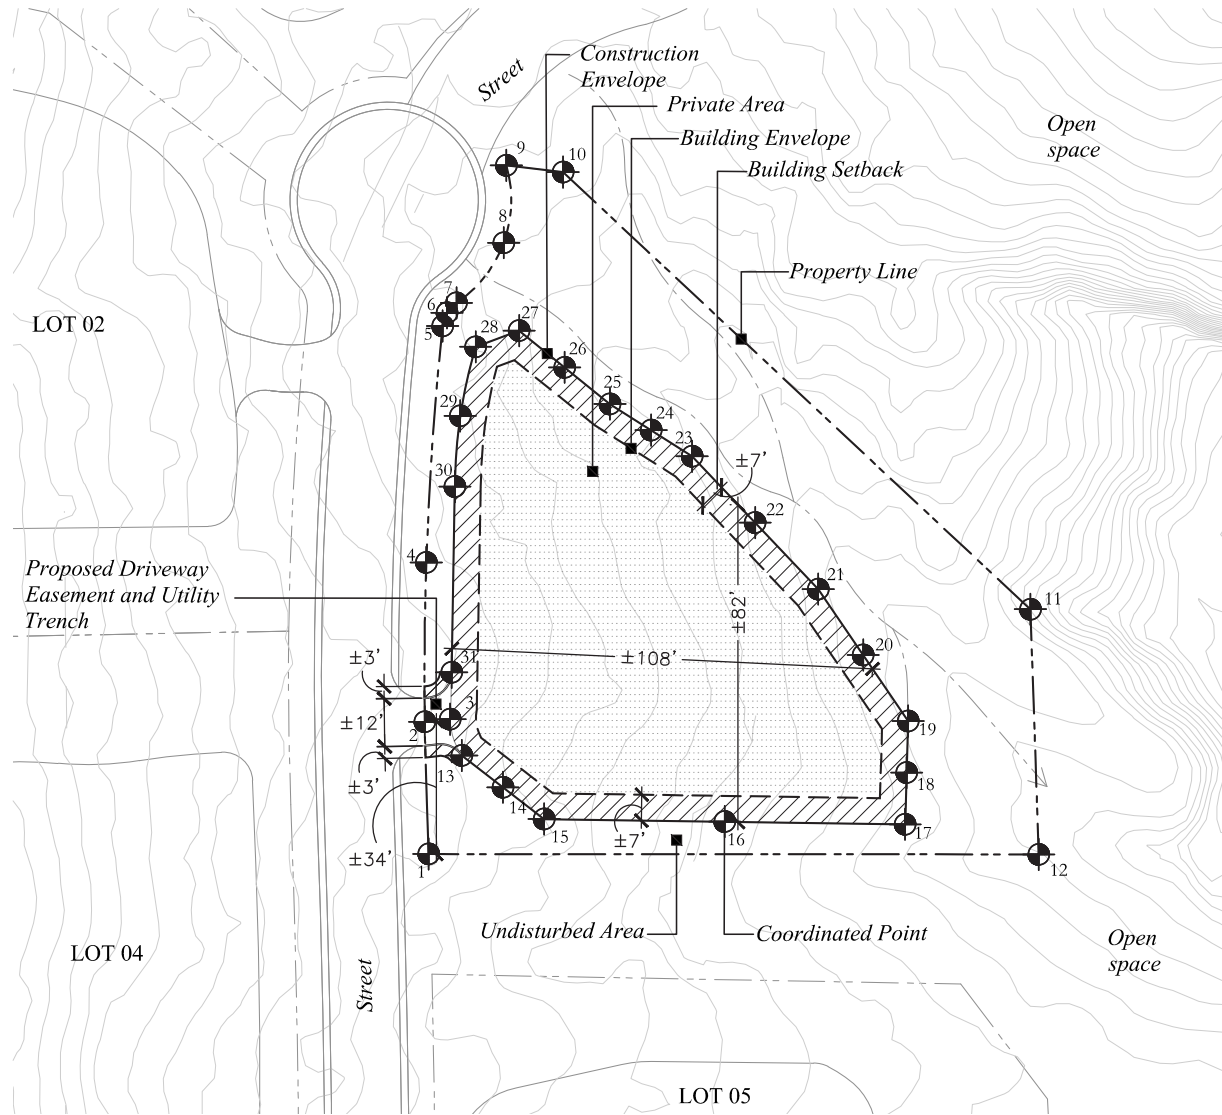 Street
Construction
Envelope
Private Area
Building Envelope
Building Setback
Open
space
9
10
8
Property Line
7
6
5
27
28
LOT 02
26
25
29
24
23
±7'
30
22
4
Proposed Driveway
Easement and Utility
Trench
21
11
±82'
20
±3'
31
±108'
±12'
3
2
19
13
18
±3'
14
15
±7'
16
17
±34'
1
12
Undisturbed Area
Coordinated Point
Open
space
LOT 04
Street
LOT 05